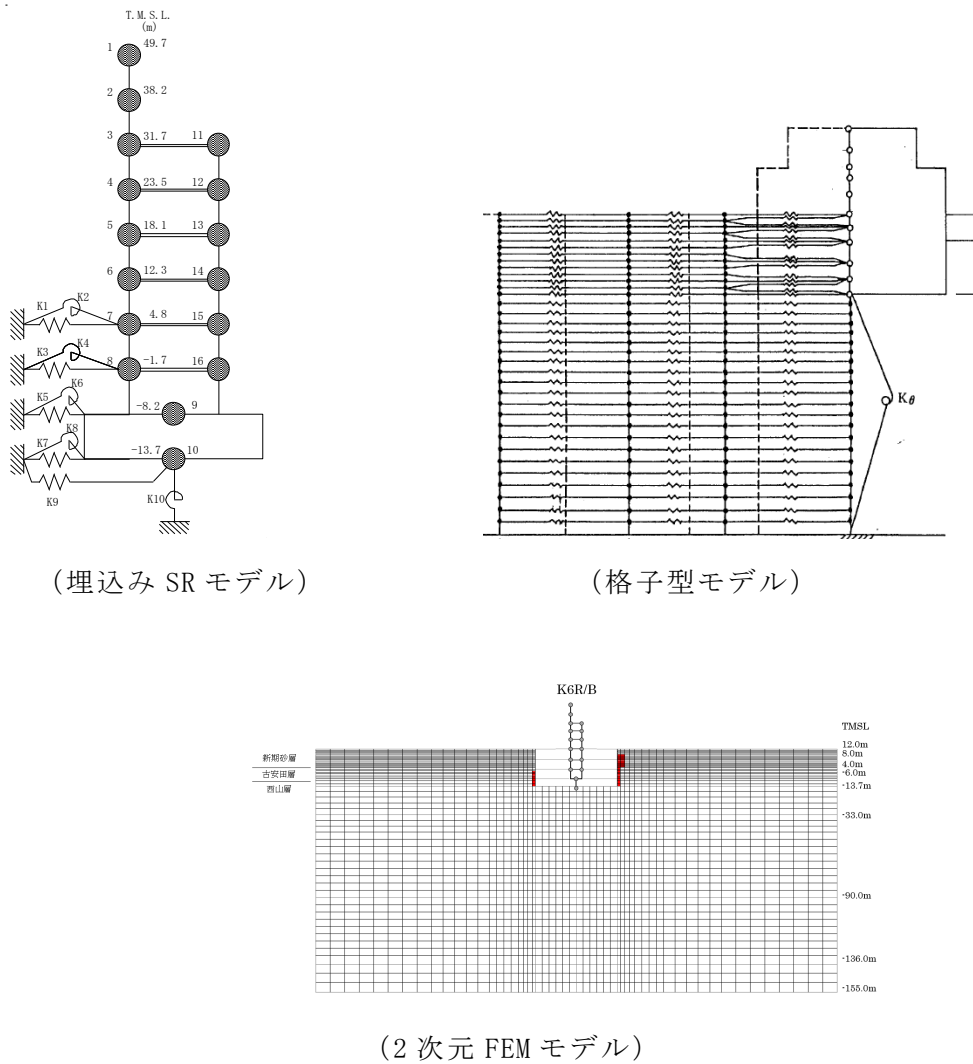 T.M.S.L.
(m)
1 49.7
2 38.2
3 31.7 11
4 23.5 12
5 18.1 13
6 12.3 14
K1 K2
7 4.8 15
K3 K4
8 -1.7 16
K5 K6
-8.2 9
K7 K8
-13.7 10
K9
K10
Kθ
(埋込み SR モデル)
(格子型モデル)
K6R/B
TMSL
12.0m
新期砂層 8.0m
4.0m
古安田層 -6.0m
西山層 -13.7m
-33.0m
-90.0m
-136.0m
-155.0m
(2 次元 FEM モデル)